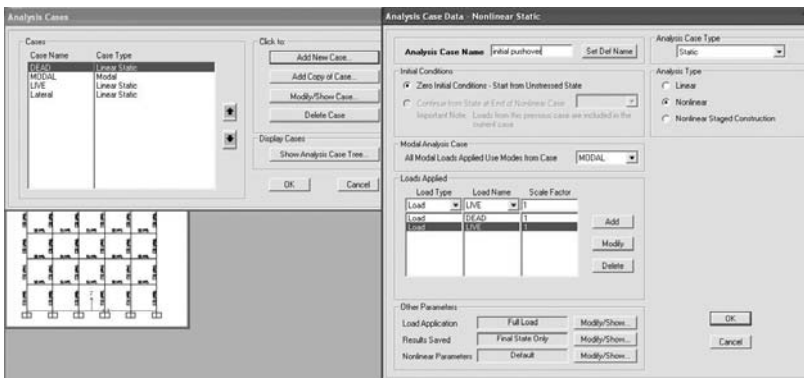 Analysis Cases
Cases
Case Name Case Type
DEAD Linear Static
MODAL Modal
LIVE Linear Static
Lateral Linear Static
Click to:
Add New Case...
Add Copy of Case...
Modify/Show Case...
Delete Case
Display Cases
Show Analysis Case Tree...
OK Cancel
Analysis Case Data - Nonlinear Static
Analysis Case Name initial pushover Set Def Name
Analysis Case Type
Static
Initial Conditions
Zero Initial Conditions - Start from Unstressed State
Continue from State at End of Nonlinear Case
Important Note: Loads from this previous case are included in the current case
Analysis Type
Linear
Nonlinear
Nonlinear Staged Construction
Modal Analysis Case
All Modal Loads Applied Use Modes from Case MODAL
Loads Applied
Load Type Load Name Scale Factor
Load LIVE 1
Load DEAD 1
Load LIVE 1
Add
Modify
Delete
Other Parameters
Load Application Full Load Modify/Show...
Results Saved Final State Only Modify/Show...
Nonlinear Parameters Default Modify/Show...
OK
Cancel